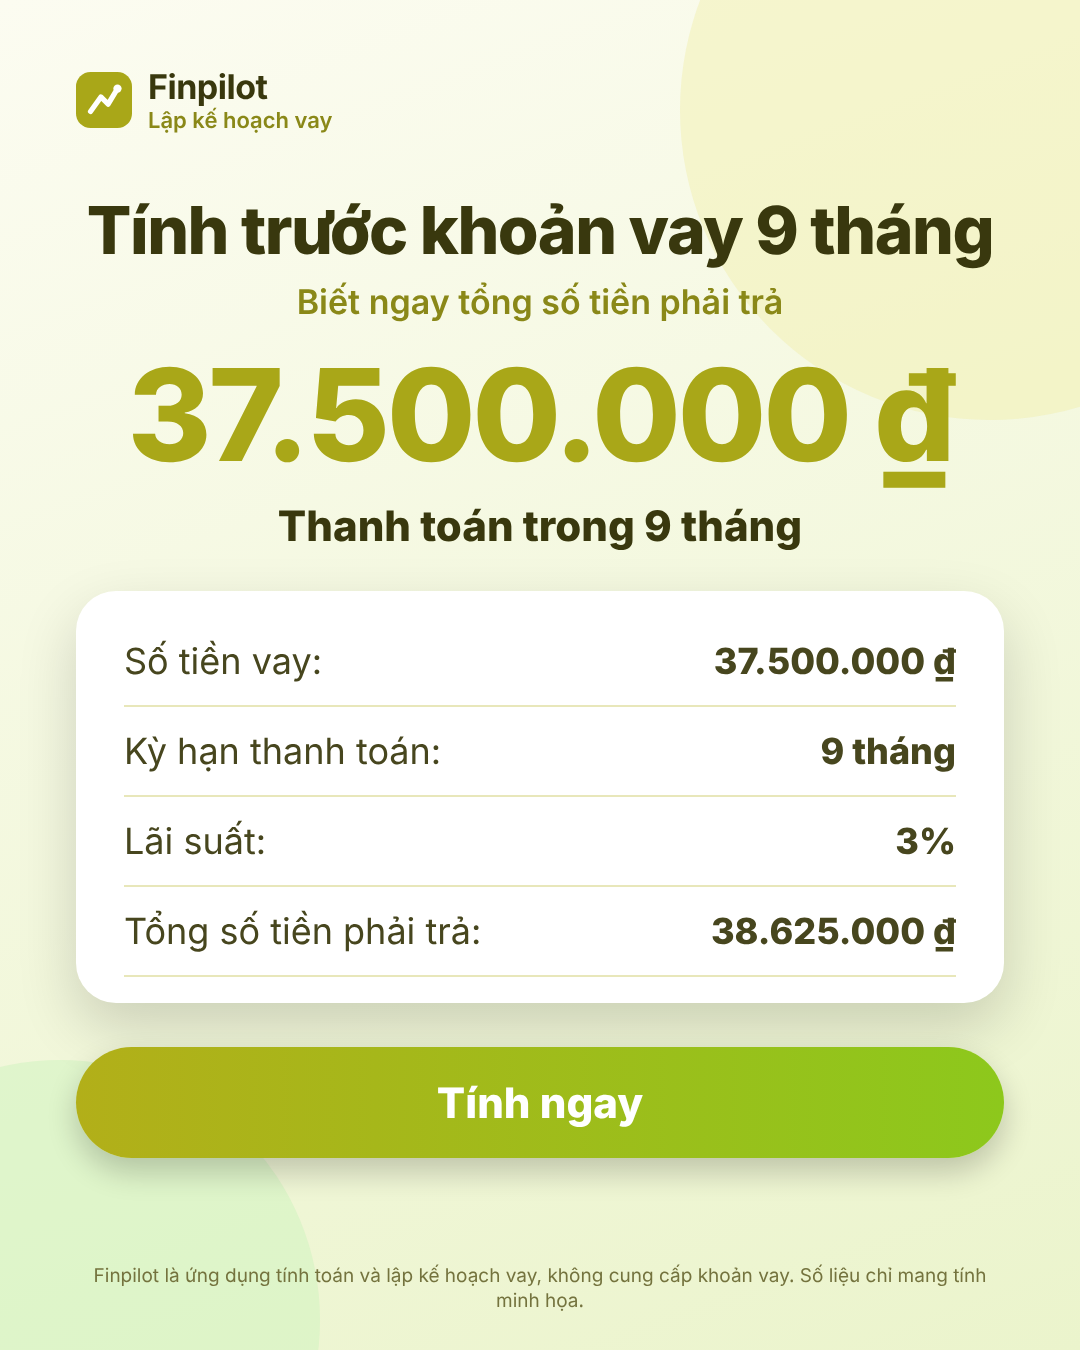 Finpilot
Lập kế hoạch vay
Tính trước khoản vay 9 tháng
Biết ngay tổng số tiền phải trả
37.500.000 ₫
Thanh toán trong 9 tháng
Số tiền vay: 37.500.000 ₫
Kỳ hạn thanh toán: 9 tháng
Lãi suất: 3%
Tổng số tiền phải trả: 38.625.000 ₫
Tính ngay
Finpilot là ứng dụng tính toán và lập kế hoạch vay, không cung cấp khoản vay. Số liệu chỉ mang tính
minh họa.